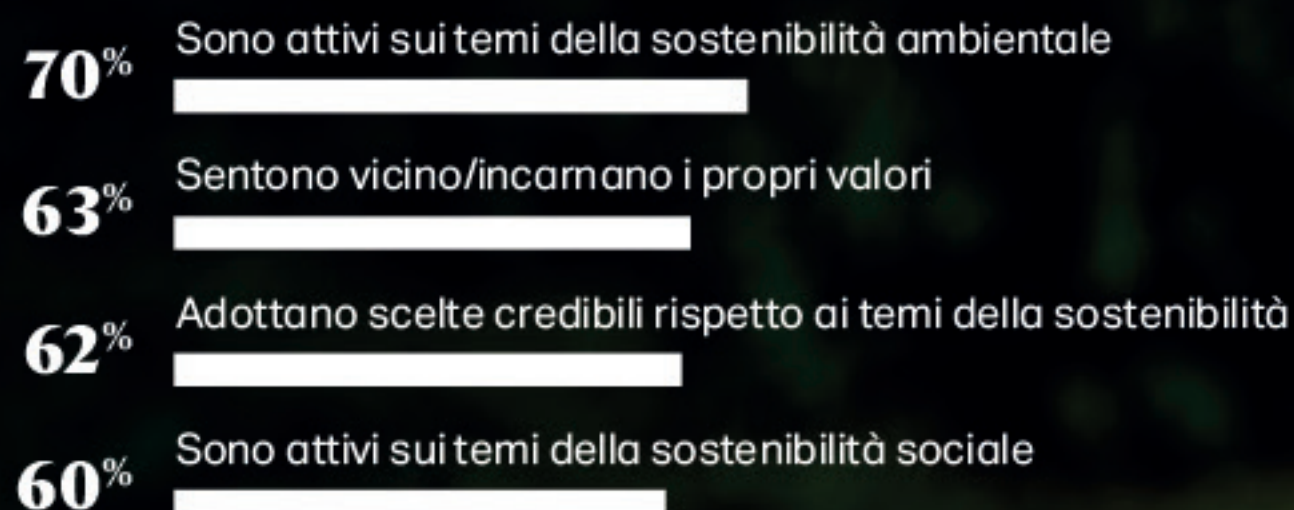 Sono attivi sui temi della sostenibilità ambientale
70%
Sentono vicino/incarnano i propri valori
63%
Adottano scelte credibili rispetto ai temi della sostenibilità
62%
Sono attivi sui temi della sostenibilità sociale
60%